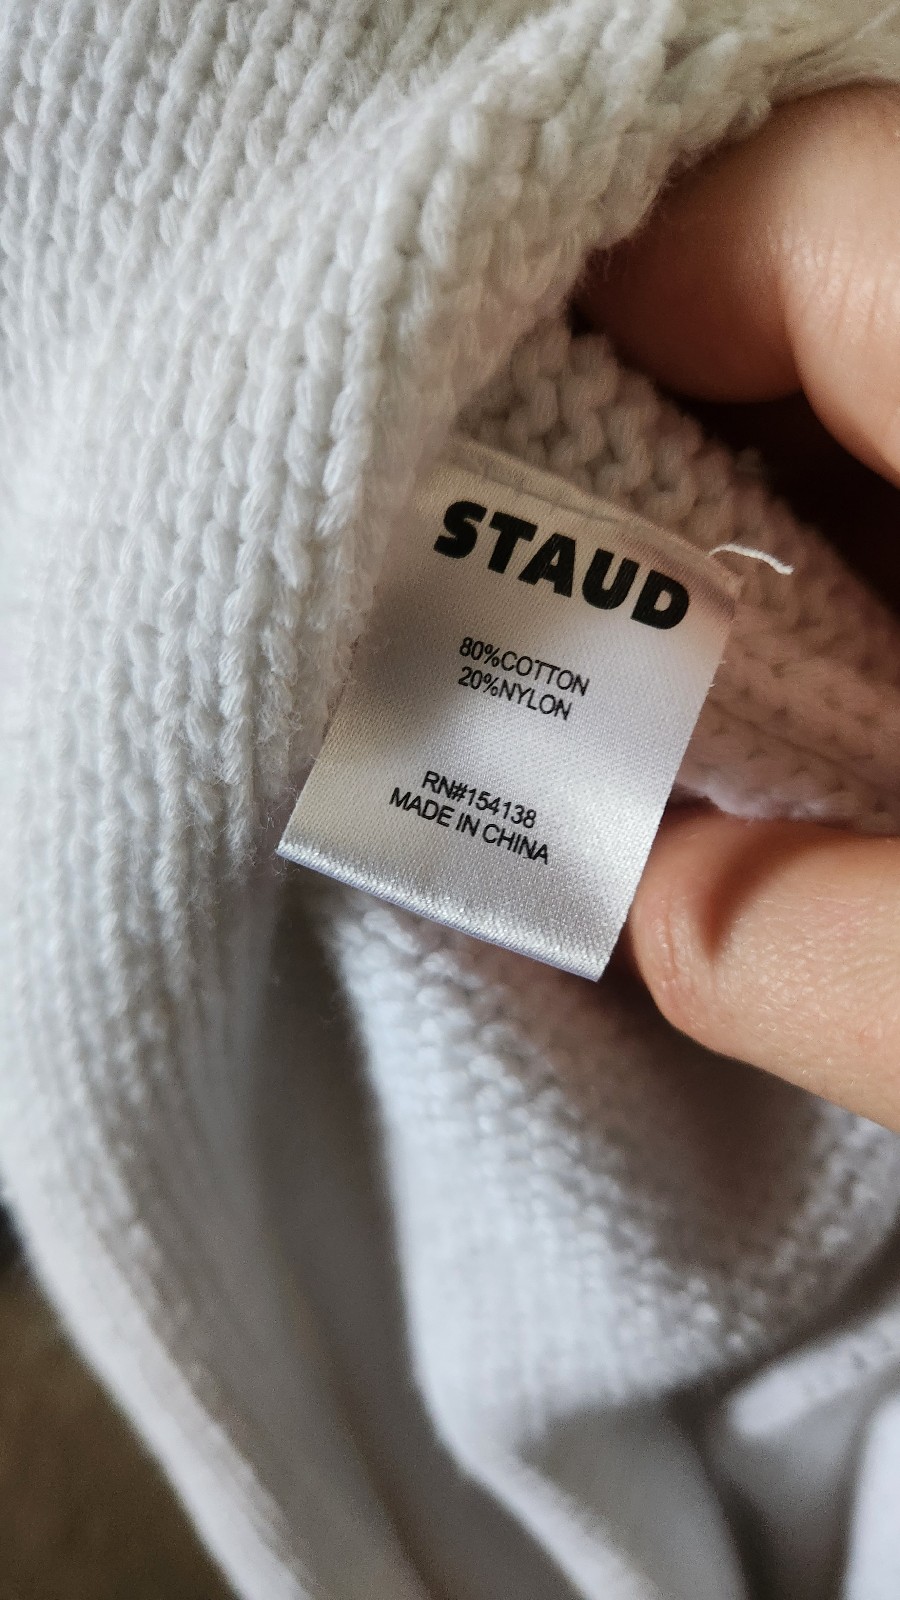 STAUD
80%COTTON
20%NYLON
RN#154138
MADE IN CHINA